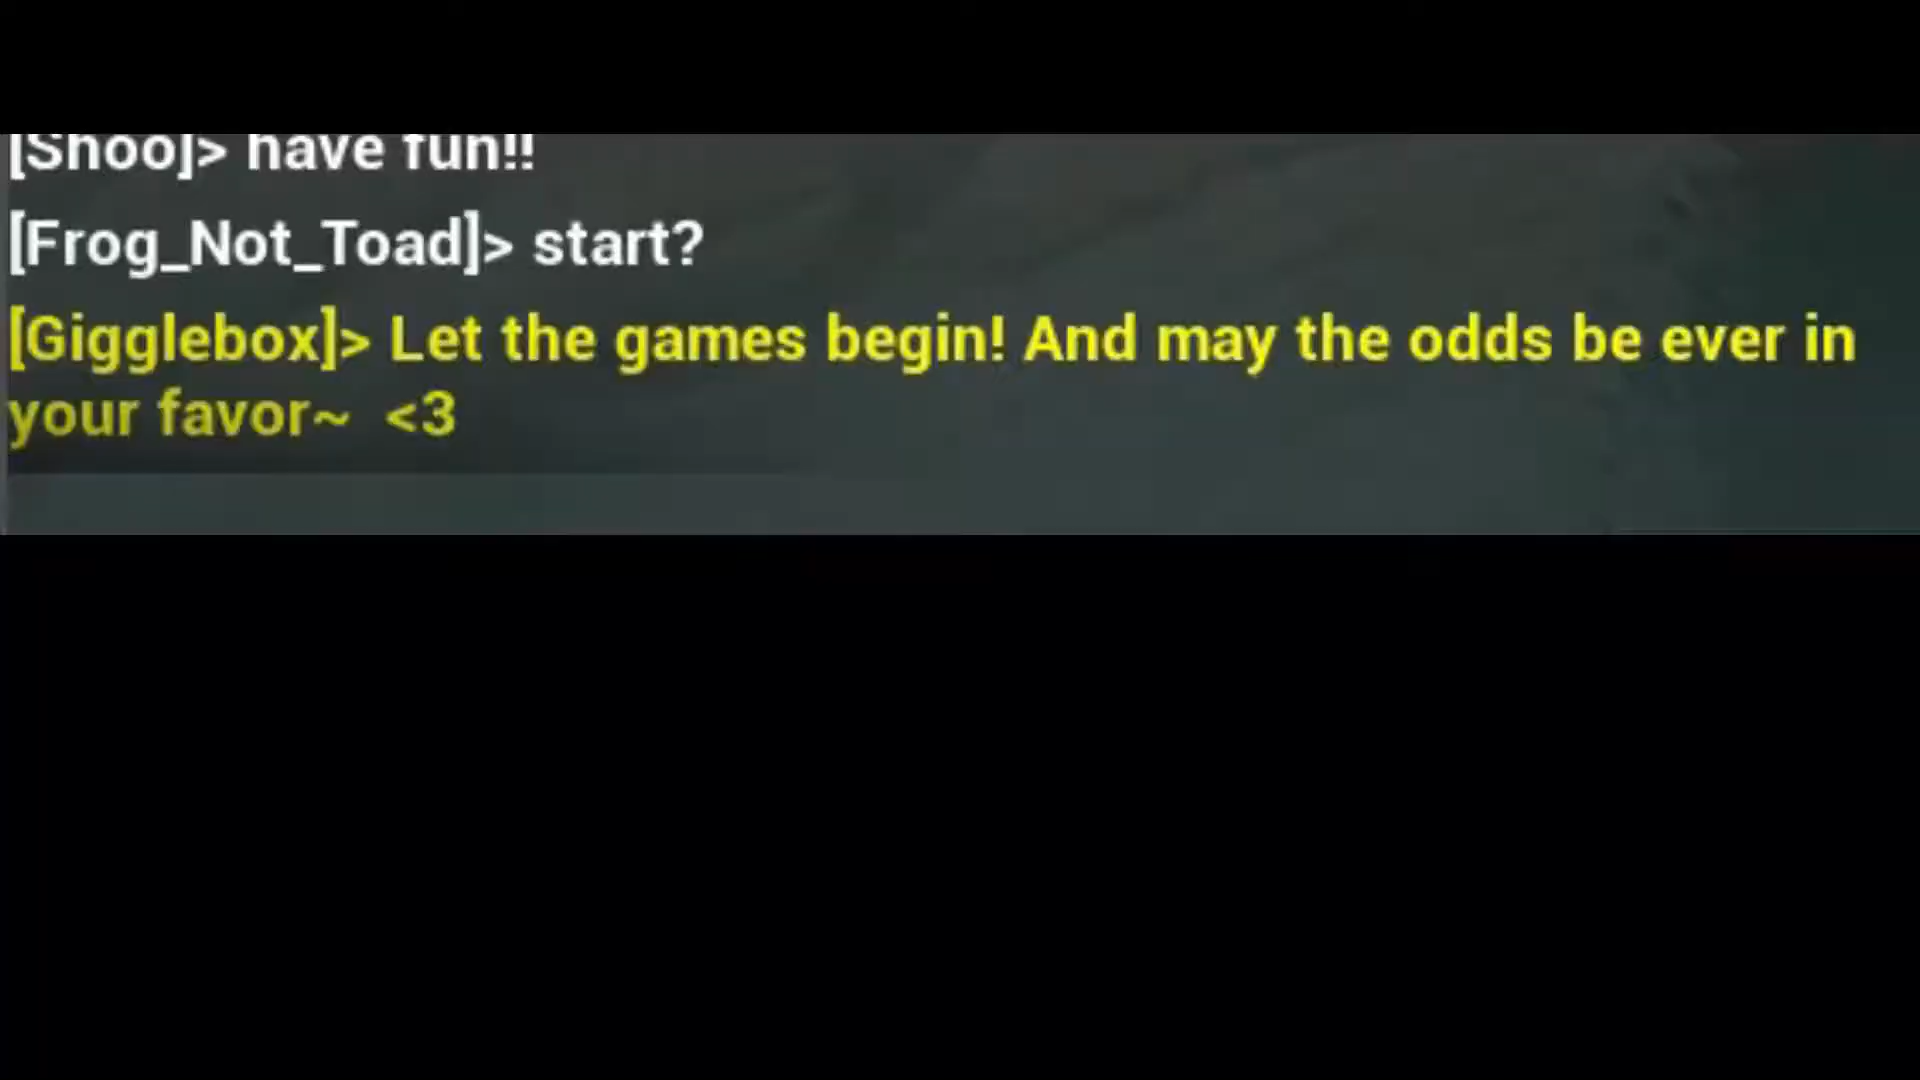 [Shoo]> have fun!!
[Frog_Not_Toad]> start?
[Gigglebox]> Let the games begin! And may the odds be ever in
your favor~  <3